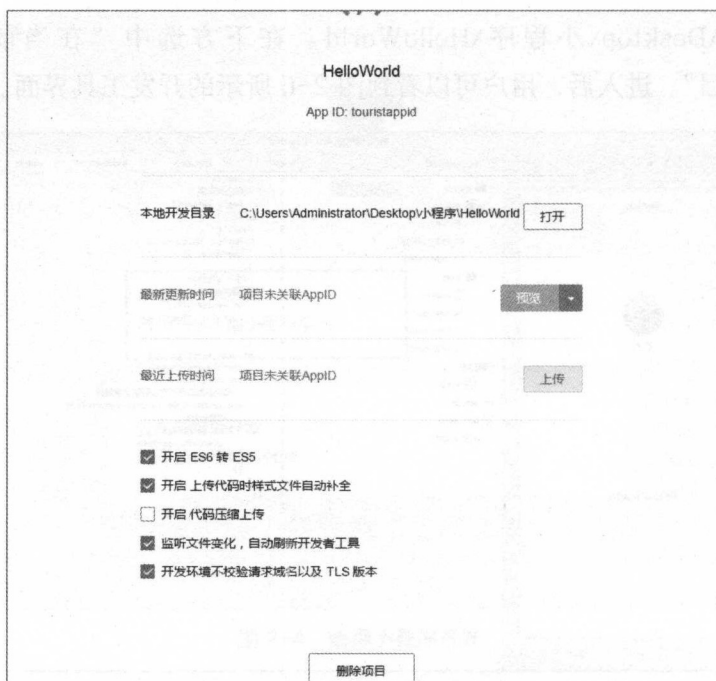 HelloWorld
App ID: touristappid
本地开发目录 C:\Users\Administrator\Desktop\小程序\HelloWorld 打开
最新更新时间 项目未关联AppID 预览
最近上传时间 项目未关联AppID 上传
开启 ES6 转 ES5
开启 上传代码时样式文件自动补全
开启 代码压缩上传
监听文件变化，自动刷新开发者工具
开发环境不校验请求域名以及 TLS 版本
删除项目